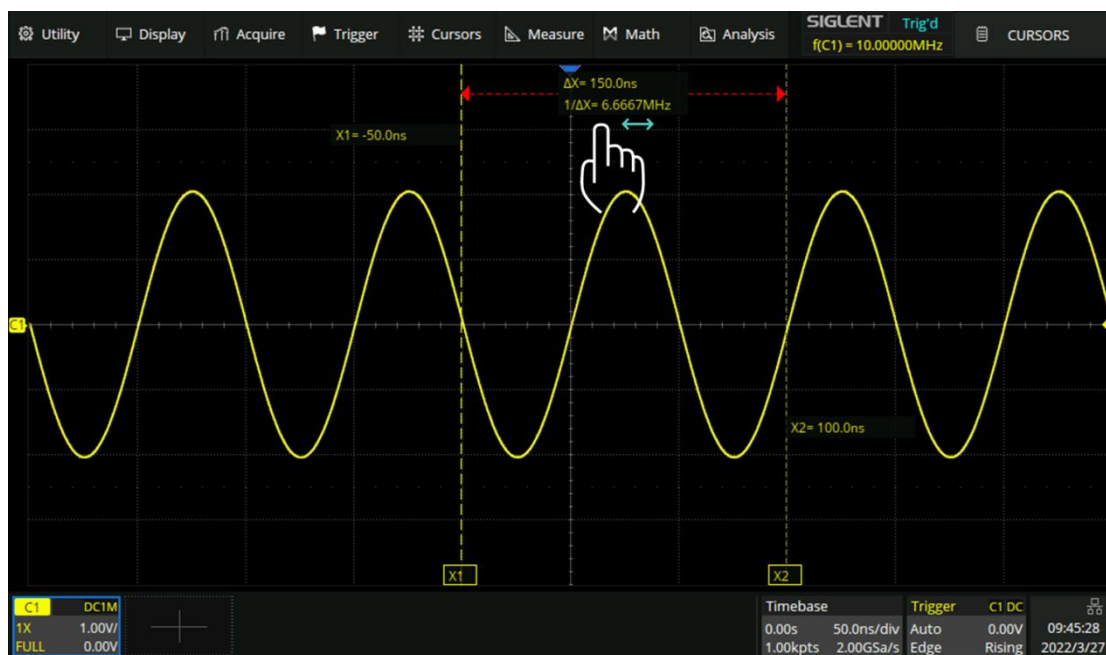 Utility Display Acquire Trigger Cursors Measure Math Analysis SIGLENT Trig'd CURSORS
f(C1) = 10.00000MHz
ΔX= 150.0ns
1/ΔX= 6.6667MHz
X1= -50.0ns
C1
X2= 100.0ns
X1 X2
C1 DC1M Timebase Trigger C1 DC
1X 1.00V/ 0.00s 50.0ns/div Auto 0.00V 09:45:28
FULL 0.00V 1.00kpts 2.00GSa/s Edge Rising 2022/3/27